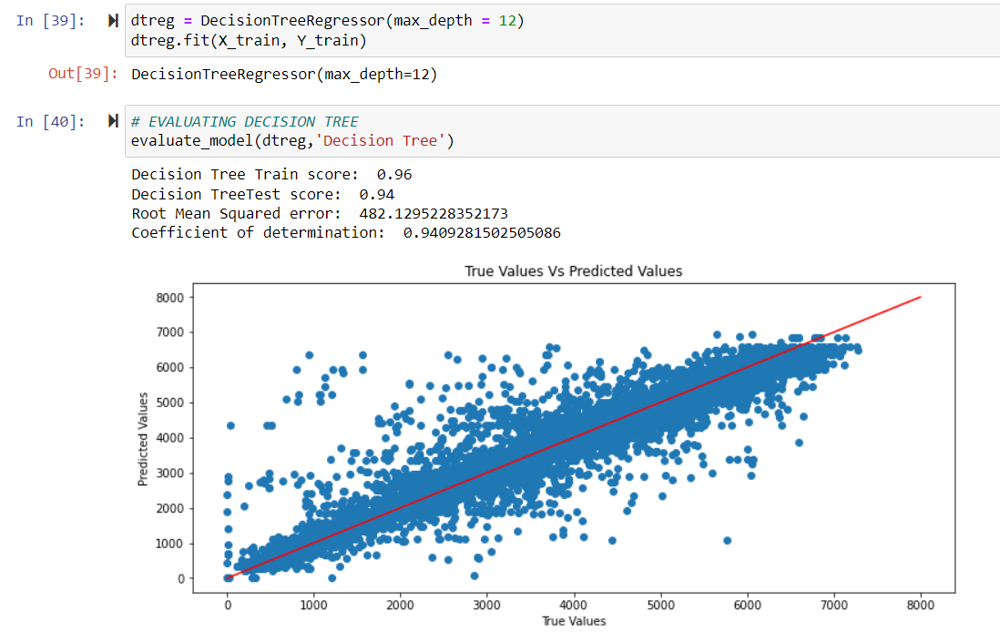 In [39]: dtreg = DecisionTreeRegressor(max_depth = 12)
dtreg.fit(X_train, Y_train)
Out[39]: DecisionTreeRegressor(max_depth=12)
In [40]: # EVALUATING DECISION TREE
evaluate_model(dtreg,'Decision Tree')
Decision Tree Train score:  0.96
Decision TreeTest score:  0.94
Root Mean Squared error:  482.1295228352173
Coefficient of determination:  0.9409281502505086
True Values Vs Predicted Values
8000
7000
6000
5000
4000
3000
2000
1000
0
Predicted Values
0 1000 2000 3000 4000 5000 6000 7000 8000
True Values